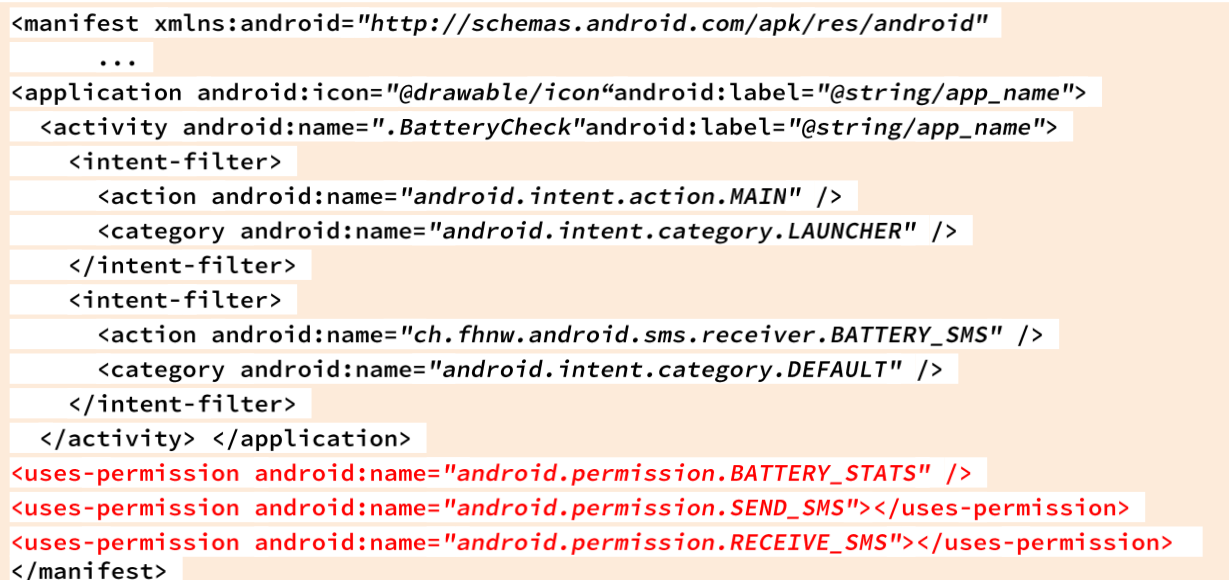 <manifest xmlns:android="http://schemas.android.com/apk/res/android"
...
<application android:icon="@drawable/icon“android:label="@string/app_name">
<activity android:name=".BatteryCheck"android:label="@string/app_name">
<intent-filter>
<action android:name="android.intent.action.MAIN" />
<category android:name="android.intent.category.LAUNCHER" />
</intent-filter>
<intent-filter>
<action android:name="ch.fhnw.android.sms.receiver.BATTERY_SMS" />
<category android:name="android.intent.category.DEFAULT" />
</intent-filter>
</activity> </application>
<uses-permission android:name="android.permission.BATTERY_STATS" />
<uses-permission android:name="android.permission.SEND_SMS"></uses-permission>
<uses-permission android:name="android.permission.RECEIVE_SMS"></uses-permission>
</manifest>